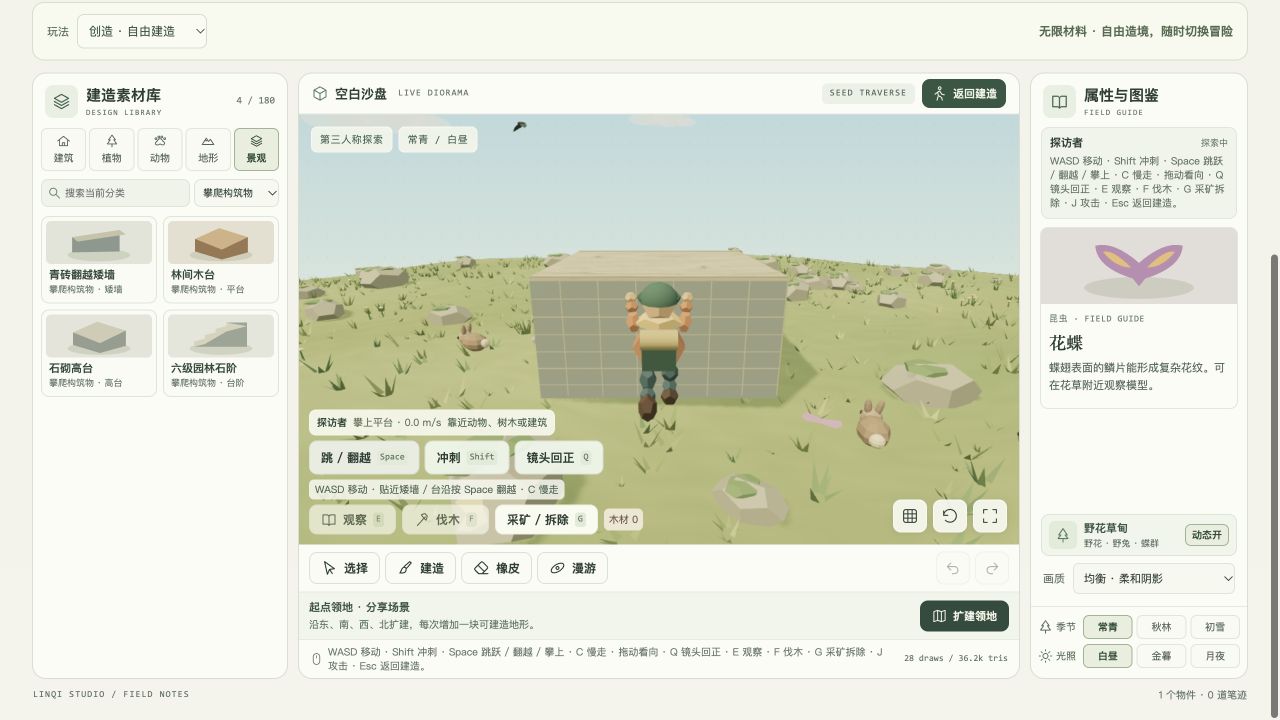 玩法
创造 · 自由建造
无限材料 · 自由造境，随时切换冒险
建造素材库
DESIGN LIBRARY
4 / 180
建筑
植物
动物
地形
景观
搜索当前分类
攀爬构筑物
青砖翻越矮墙
攀爬构筑物 · 矮墙
林间木台
攀爬构筑物 · 平台
石砌高台
攀爬构筑物 · 高台
六级园林石阶
攀爬构筑物 · 台阶
空白沙盘
LIVE DIORAMA
SEED TRAVERSE
返回建造
第三人称探索
常青 / 白昼
探访者 攀上平台 · 0.0 m/s 靠近动物、树木或建筑
跳 / 翻越 Space
冲刺 Shift
镜头回正 Q
WASD 移动 · 贴近矮墙 / 台沿按 Space 翻越 · C 慢走
观察 E
伐木 F
采矿 / 拆除 G
木材 0
选择
建造
橡皮
漫游
起点领地 · 分享场景
沿东、南、西、北扩建，每次增加一块可建造地形。
扩建领地
WASD 移动 · Shift 冲刺 · Space 跳跃 / 翻越 / 攀上 · C 慢走 · 拖动看向 · Q 镜头回正 · E 观察 · F 伐木 · G 采矿拆除 · J
攻击 · Esc 返回建造。
28 draws / 36.2k tris
属性与图鉴
FIELD GUIDE
探访者
探索中
WASD 移动 · Shift 冲刺 · Space 跳跃
/ 翻越 / 攀上 · C 慢走 · 拖动看向 · Q
镜头回正 · E 观察 · F 伐木 · G 采矿拆
除 · J 攻击 · Esc 返回建造。
昆虫 · FIELD GUIDE
花蝶
蝶翅表面的鳞片能形成复杂花纹。可
在花草附近观察模型。
野花草甸
野花 · 野兔 · 蝶群
动态开
画质
均衡 · 柔和阴影
季节
常青
秋林
初雪
光照
白昼
金暮
月夜
LINQI STUDIO / FIELD NOTES
1 个物件 · 0 道笔迹